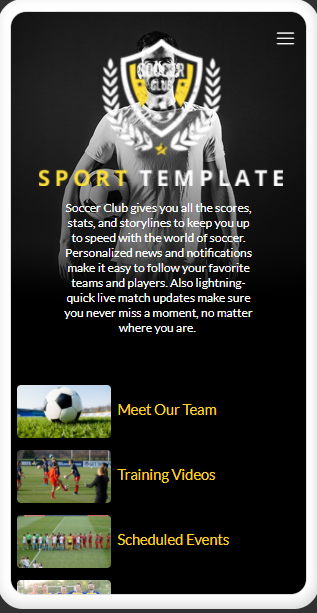 SOCCER
CLUB
SPORT TEMPLATE
Soccer Club gives you all the scores,
stats, and storylines to keep you up
to speed with the world of soccer.
Personalized news and notifications
make it easy to follow your favorite
teams and players. Also lightning-
quick live match updates make sure
you never miss a moment, no matter
where you are.
Meet Our Team
Training Videos
Scheduled Events